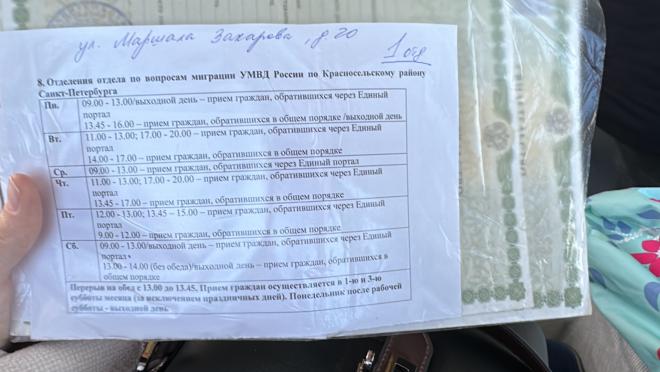 ул. Маршала Захарова, д. 20
1 отд
8. Отделения отдела по вопросам миграции УМВД России по Красносельскому району
Санкт-Петербурга
Пн. 09.00 - 13.00/выходной день – прием граждан, обратившихся через Единый
портал
13.45 - 16.00 – прием граждан, обратившихся в общем порядке /выходной день
Вт. 11.00 - 13.00; 17.00 - 20.00 – прием граждан, обратившихся через Единый
портал
14.00 - 17.00 – прием граждан, обратившихся в общем порядке
Ср. 09.00 - 13.00 – прием граждан, обратившихся через Единый портал
Чт. 11.00 - 13.00; 17.00 - 20.00 – прием граждан, обратившихся через Единый
портал
13.45 - 17.00 – прием граждан, обратившихся в общем порядке
Пт. 12.00 - 13.00; 13.45 – 15.00 – прием граждан, обратившихся через Единый
портал
9.00 - 12.00 – прием граждан, обратившихся в общем порядке
Сб. 09.00 - 13.00/выходной день – прием граждан, обратившихся через Единый
портал
13.00 - 14.00 (без обеда)/выходной день – прием граждан, обратившихся в
общем порядке
Перерыв на обед с 13.00 до 13.45. Прием граждан осуществляется в 1-ю и 3-ю
субботы месяца (за исключением праздничных дней). Понедельник после рабочей
субботы - выходной день